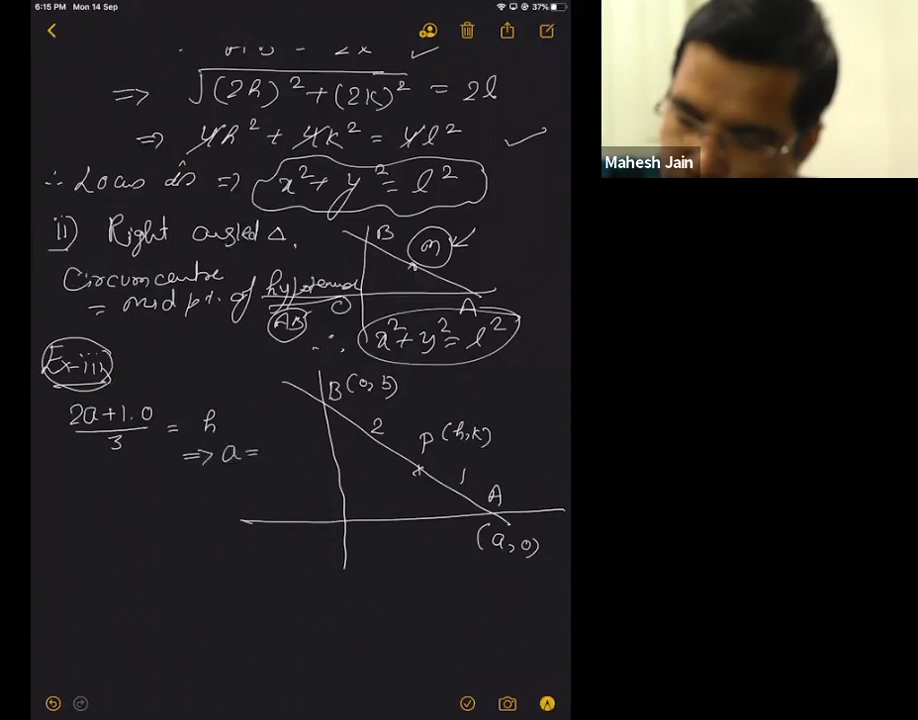 6:15 PM Mon 14 Sep
37%
Mahesh Jain
⇒ √(2h)² + (2k)² = 2l
⇒ 4h² + 4k² = 4l²
∴ Locus is ⇒ x² + y² = l²
ii) Right angled Δ.
B
M
Circumcentre
= mid pt. of hypotenuse
AB
O
A
∴ x² + y² = l²
Ex-iii
B(0, b)
(2a + 1.0)/3 = h
2
P (h, k)
⇒ a =
1
A
(a, 0)